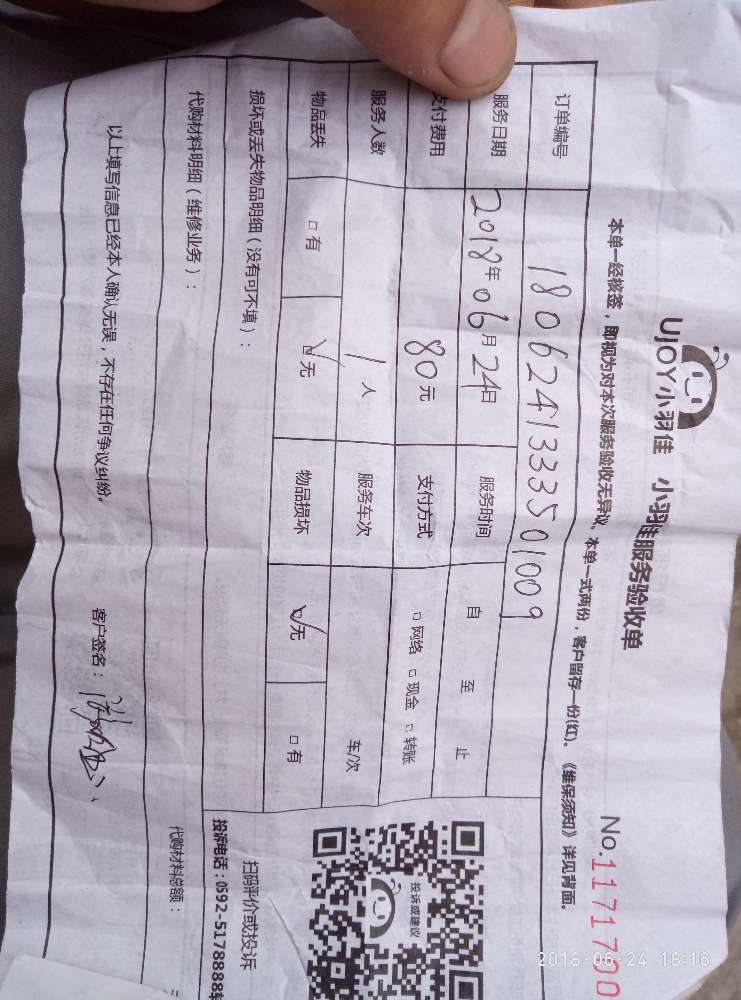 UJOY小羽佳 小羽佳服务验收单
No.1171700
本单一经核签，即视为对本次服务验收无异议，本单一式两份，客户留存一份(红)。《维保须知》详见背面。
订单编号 1806241333501009
服务日期 2018年06月24日 服务时间 自 至 止
支付费用 80元 支付方式 □网络 □现金 □转账
服务人数 1人 服务车次 车/次
物品丢失 □有 ☑无 物品损坏 ☑无 □有
损坏或丢失物品明细（没有可不填）：
代购材料明细（维修业务）：
代购材料总额：
以上填写信息已经本人确认无误，不存在任何争议纠纷。
客户签名：
投诉或建议
扫码评价或投诉
投诉电话：0592-5178888
2018-06-24 18:16